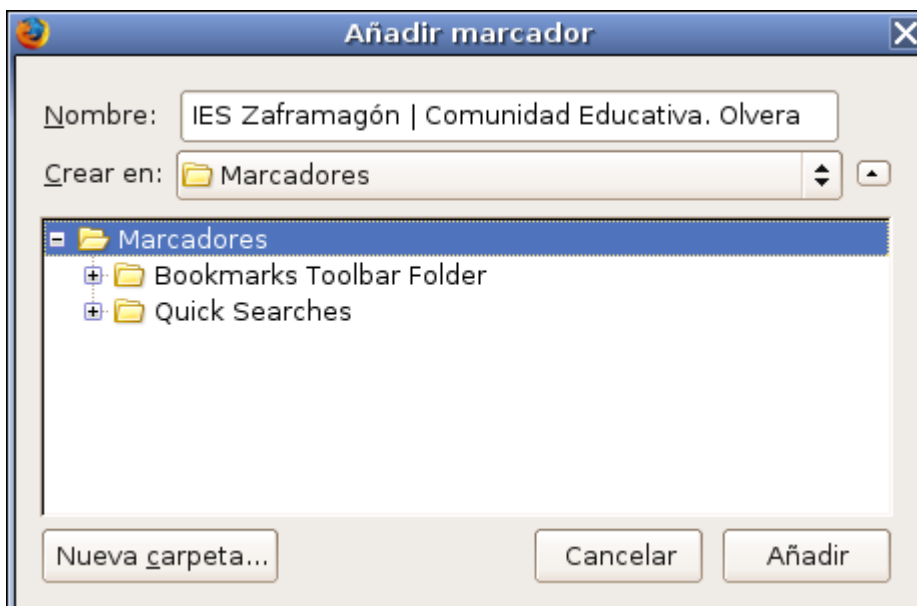 Añadir marcador
Nombre: IES Zaframagón | Comunidad Educativa. Olvera
Crear en: Marcadores
Marcadores
Bookmarks Toolbar Folder
Quick Searches
Nueva carpeta... Cancelar Añadir